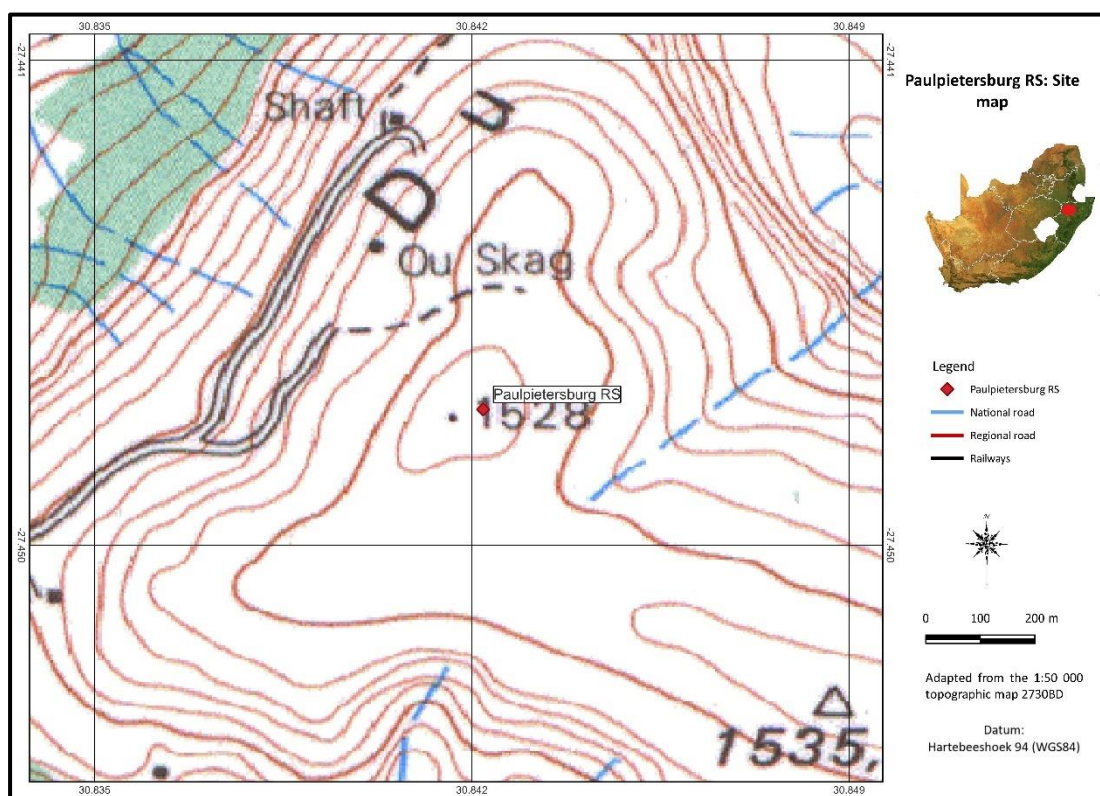 30.835
30.842
30.849
-27.441
-27.441
Shaft
D
u
Ou Skag
Paulpietersburg RS
1528
-27.450
-27.450
1535,
30.835
30.842
30.849
Paulpietersburg RS: Site
map
Legend
Paulpietersburg RS
National road
Regional road
Railways
0 100 200 m
Adapted from the 1:50 000
topographic map 2730BD
Datum:
Hartebeeshoek 94 (WGS84)